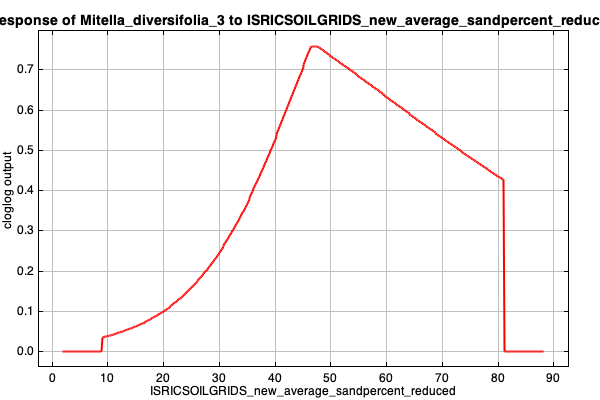 esponse of Mitella_diversifolia_3 to ISRICSOILGRIDS_new_average_sandpercent_reduc
0.7
0.6
0.5
0.4
0.3
0.2
0.1
0.0
cloglog output
0 10 20 30 40 50 60 70 80 90
ISRICSOILGRIDS_new_average_sandpercent_reduced